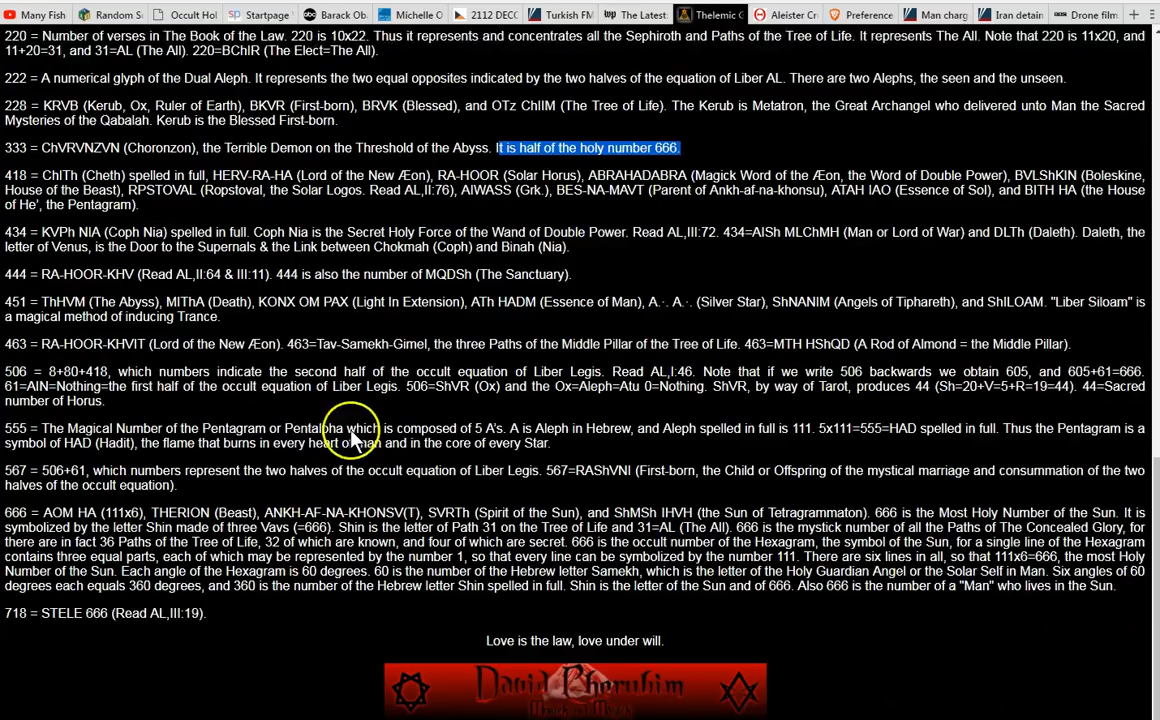 Many Fish
Random S
Occult Hol
Startpage
Barack Ob
Michelle O
2112 DECO
Turkish FM
The Latest:
Thelemic G
Aleister Cr
Preference
Man charg
Iran detain
Drone film
220 = Number of verses in The Book of the Law. 220 is 10x22. Thus it represents and concentrates all the Sephiroth and Paths of the Tree of Life. It represents The All. Note that 220 is 11x20, and
11+20=31, and 31=AL (The All). 220=BChIR (The Elect=The All).
222 = A numerical glyph of the Dual Aleph. It represents the two equal opposites indicated by the two halves of the equation of Liber AL. There are two Alephs, the seen and the unseen.
228 = KRVB (Kerub, Ox, Ruler of Earth), BKVR (First-born), BRVK (Blessed), and OTz ChIIM (The Tree of Life). The Kerub is Metatron, the Great Archangel who delivered unto Man the Sacred
Mysteries of the Qabalah. Kerub is the Blessed First-born.
333 = ChVRVNZVN (Choronzon), the Terrible Demon on the Threshold of the Abyss. It is half of the holy number 666.
418 = ChITh (Cheth) spelled in full, HERV-RA-HA (Lord of the New Æon), RA-HOOR (Solar Horus), ABRAHADABRA (Magick Word of the Æon, the Word of Double Power), BVLShKIN (Boleskine,
House of the Beast), RPSTOVAL (Ropstoval, the Solar Logos. Read AL,II:76), AIWASS (Grk.), BES-NA-MAVT (Parent of Ankh-af-na-khonsu), ATAH IAO (Essence of Sol), and BITH HA (the House
of He', the Pentagram).
434 = KVPh NIA (Coph Nia) spelled in full. Coph Nia is the Secret Holy Force of the Wand of Double Power. Read AL,III:72. 434=AISh MLChMH (Man or Lord of War) and DLTh (Daleth). Daleth, the
letter of Venus, is the Door to the Supernals & the Link between Chokmah (Coph) and Binah (Nia).
444 = RA-HOOR-KHV (Read AL,II:64 & III:11). 444 is also the number of MQDSh (The Sanctuary).
451 = ThHVM (The Abyss), MIThA (Death), KONX OM PAX (Light In Extension), ATh HADM (Essence of Man), A.·. A.·. (Silver Star), ShNANIM (Angels of Tiphareth), and ShILOAM. "Liber Siloam" is
a magical method of inducing Trance.
463 = RA-HOOR-KHVIT (Lord of the New Æon). 463=Tav-Samekh-Gimel, the three Paths of the Middle Pillar of the Tree of Life. 463=MTH HShQD (A Rod of Almond = the Middle Pillar).
506 = 8+80+418, which numbers indicate the second half of the occult equation of Liber Legis. Read AL,I:46. Note that if we write 506 backwards we obtain 605, and 605+61=666.
61=AIN=Nothing=the first half of the occult equation of Liber Legis. 506=ShVR (Ox) and the Ox=Aleph=Atu 0=Nothing. ShVR, by way of Tarot, produces 44 (Sh=20+V=5+R=19=44). 44=Sacred
number of Horus.
555 = The Magical Number of the Pentagram or Pentalpha which is composed of 5 A's. A is Aleph in Hebrew, and Aleph spelled in full is 111. 5x111=555=HAD spelled in full. Thus the Pentagram is a
symbol of HAD (Hadit), the flame that burns in every heart of man and in the core of every Star.
567 = 506+61, which numbers represent the two halves of the occult equation of Liber Legis. 567=RAShVNI (First-born, the Child or Offspring of the mystical marriage and consummation of the two
halves of the occult equation).
666 = AOM HA (111x6), THERION (Beast), ANKH-AF-NA-KHONSV(T), SVRTh (Spirit of the Sun), and ShMSh IHVH (the Sun of Tetragrammaton). 666 is the Most Holy Number of the Sun. It is
symbolized by the letter Shin made of three Vavs (=666). Shin is the letter of Path 31 on the Tree of Life and 31=AL (The All). 666 is the mystick number of all the Paths of The Concealed Glory, for
there are in fact 36 Paths of the Tree of Life, 32 of which are known, and four of which are secret. 666 is the occult number of the Hexagram, the symbol of the Sun, for a single line of the Hexagram
contains three equal parts, each of which may be represented by the number 1, so that every line can be symbolized by the number 111. There are six lines in all, so that 111x6=666, the most Holy
Number of the Sun. Each angle of the Hexagram is 60 degrees. 60 is the number of the Hebrew letter Samekh, which is the letter of the Holy Guardian Angel or the Solar Self in Man. Six angles of 60
degrees each equals 360 degrees, and 360 is the number of the Hebrew letter Shin spelled in full. Shin is the letter of the Sun and of 666. Also 666 is the number of a "Man" who lives in the Sun.
718 = STELE 666 (Read AL,III:19).
Love is the law, love under will.
David Cherubim